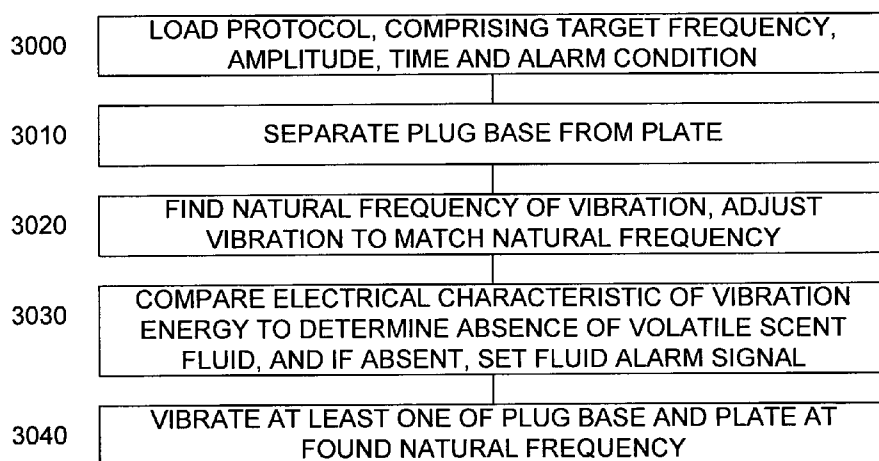 3000 LOAD PROTOCOL, COMPRISING TARGET FREQUENCY,
AMPLITUDE, TIME AND ALARM CONDITION
3010 SEPARATE PLUG BASE FROM PLATE
3020 FIND NATURAL FREQUENCY OF VIBRATION, ADJUST
VIBRATION TO MATCH NATURAL FREQUENCY
3030 COMPARE ELECTRICAL CHARACTERISTIC OF VIBRATION
ENERGY TO DETERMINE ABSENCE OF VOLATILE SCENT
FLUID, AND IF ABSENT, SET FLUID ALARM SIGNAL
3040 VIBRATE AT LEAST ONE OF PLUG BASE AND PLATE AT
FOUND NATURAL FREQUENCY